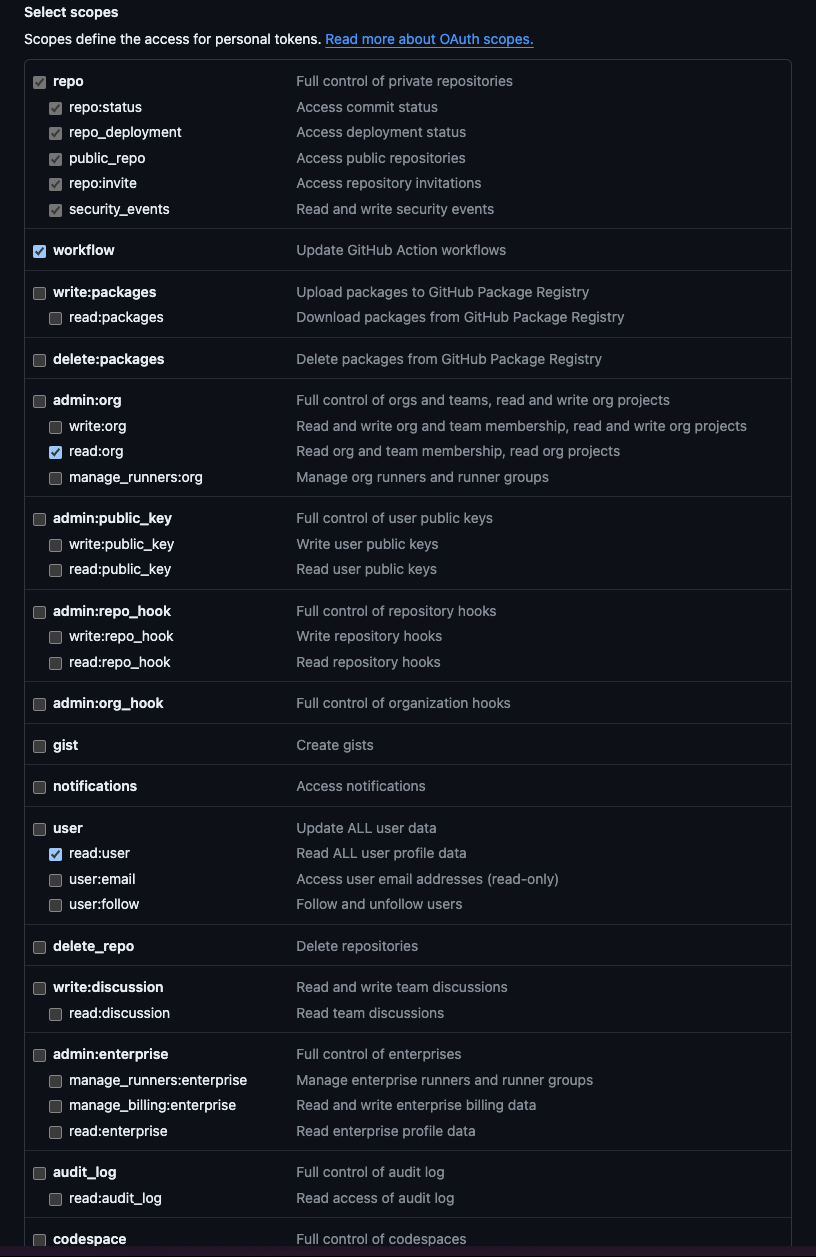 Select scopes
Scopes define the access for personal tokens. Read more about OAuth scopes.
repo Full control of private repositories
repo:status Access commit status
repo_deployment Access deployment status
public_repo Access public repositories
repo:invite Access repository invitations
security_events Read and write security events
workflow Update GitHub Action workflows
write:packages Upload packages to GitHub Package Registry
read:packages Download packages from GitHub Package Registry
delete:packages Delete packages from GitHub Package Registry
admin:org Full control of orgs and teams, read and write org projects
write:org Read and write org and team membership, read and write org projects
read:org Read org and team membership, read org projects
manage_runners:org Manage org runners and runner groups
admin:public_key Full control of user public keys
write:public_key Write user public keys
read:public_key Read user public keys
admin:repo_hook Full control of repository hooks
write:repo_hook Write repository hooks
read:repo_hook Read repository hooks
admin:org_hook Full control of organization hooks
gist Create gists
notifications Access notifications
user Update ALL user data
read:user Read ALL user profile data
user:email Access user email addresses (read-only)
user:follow Follow and unfollow users
delete_repo Delete repositories
write:discussion Read and write team discussions
read:discussion Read team discussions
admin:enterprise Full control of enterprises
manage_runners:enterprise Manage enterprise runners and runner groups
manage_billing:enterprise Read and write enterprise billing data
read:enterprise Read enterprise profile data
audit_log Full control of audit log
read:audit_log Read access of audit log
codespace Full control of codespaces